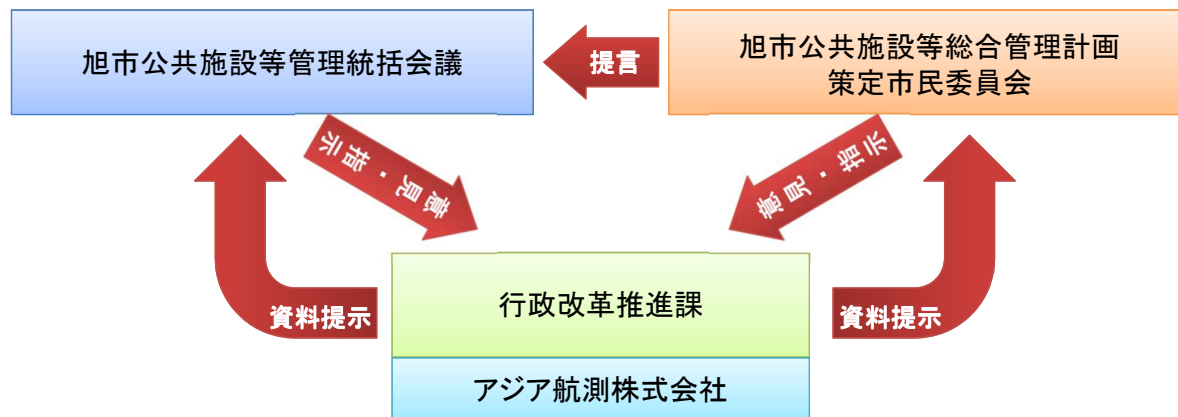 旭市公共施設等管理統括会議
提言
旭市公共施設等総合管理計画
策定市民委員会
意見・指示
意見・指示
資料提示
行政改革推進課
資料提示
アジア航測株式会社